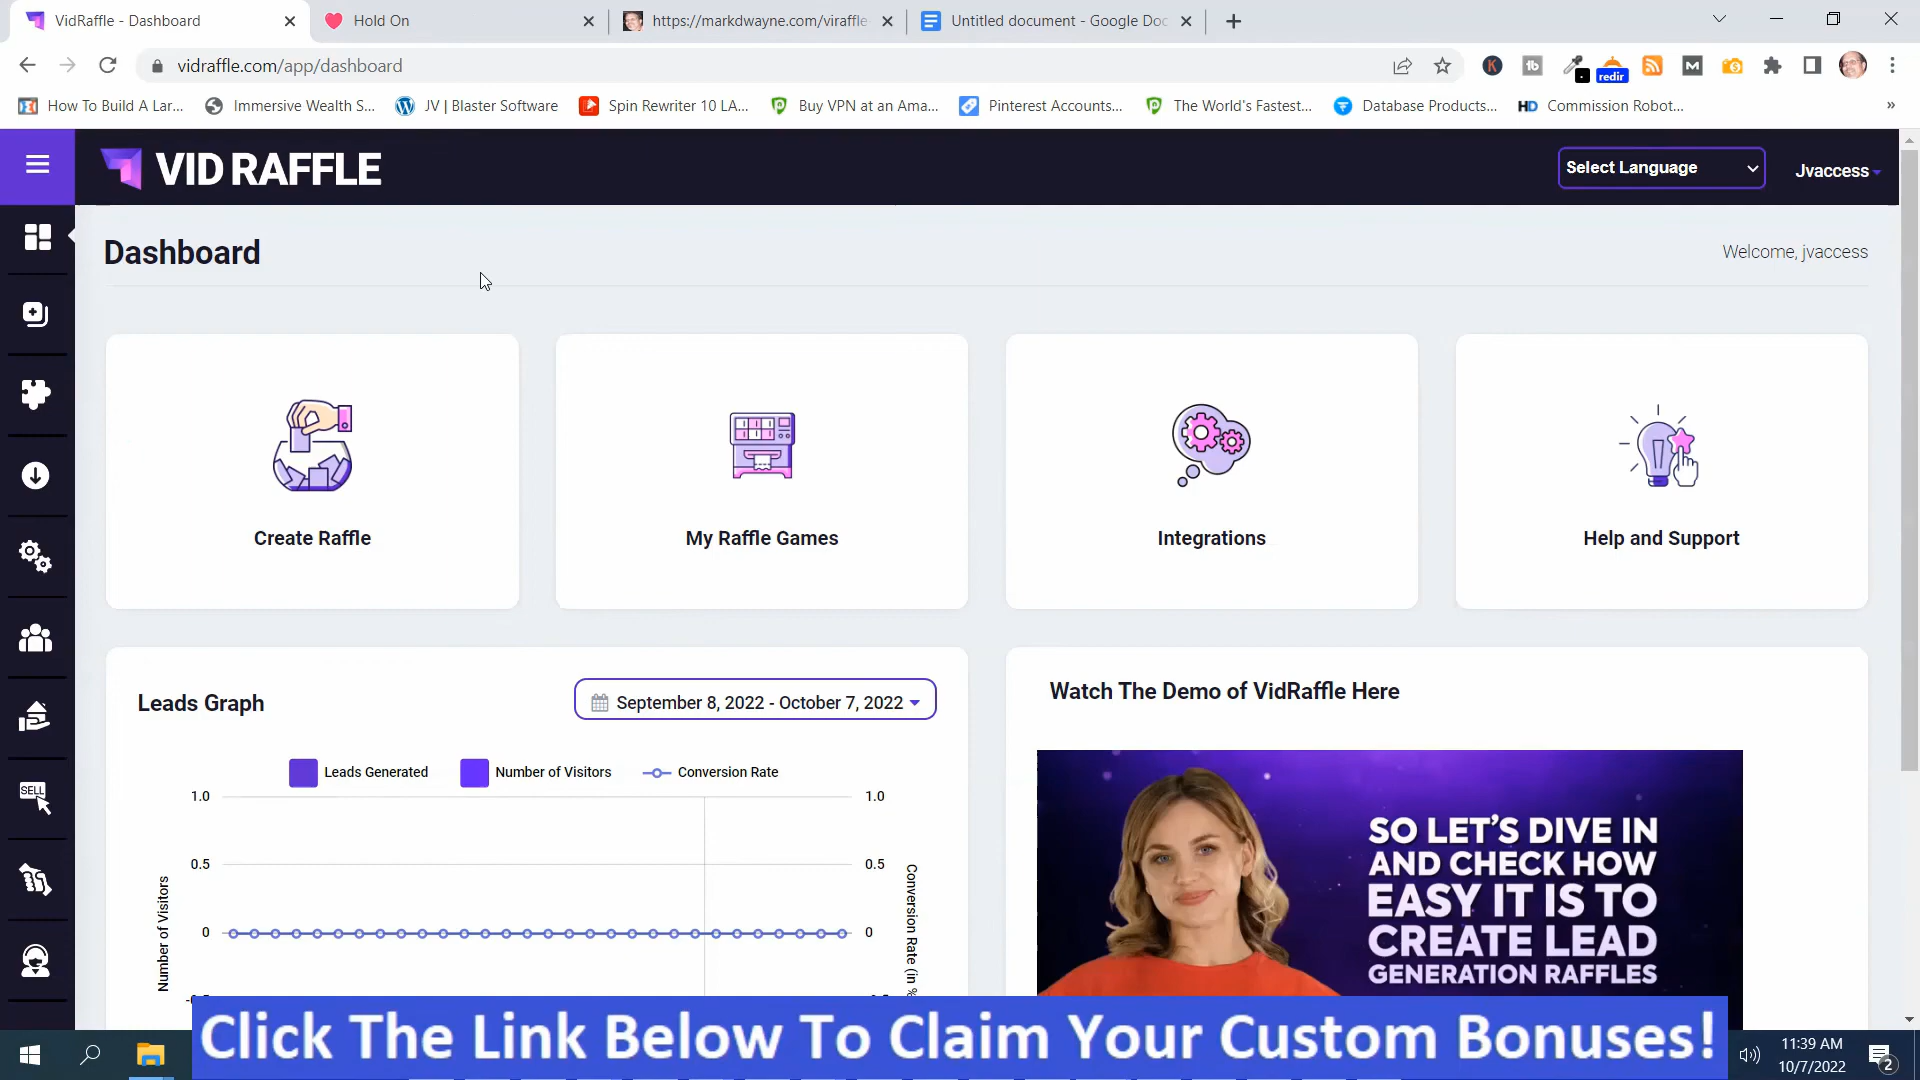 VidRaffle - Dashboard
Hold On
https://markdwayne.com/viraffle-
Untitled document - Google Doc
vidraffle.com/app/dashboard
redir
How To Build A Lar...
Immersive Wealth S...
JV | Blaster Software
Spin Rewriter 10 LA...
Buy VPN at an Ama...
Pinterest Accounts...
The World's Fastest...
Database Products...
HD Commission Robot...
VID RAFFLE
Select Language
Jvaccess
Dashboard
Welcome, jvaccess
Create Raffle
My Raffle Games
Integrations
Help and Support
SELL
Leads Graph
September 8, 2022 - October 7, 2022
Leads Generated
Number of Visitors
Conversion Rate
1.0
1.0
0.5
0.5
0
0
Number of Visitors
Conversion Rate (in %
Watch The Demo of VidRaffle Here
SO LET'S DIVE IN
AND CHECK HOW
EASY IT IS TO
CREATE LEAD
GENERATION RAFFLES
Click The Link Below To Claim Your Custom Bonuses!
11:39 AM
10/7/2022
2